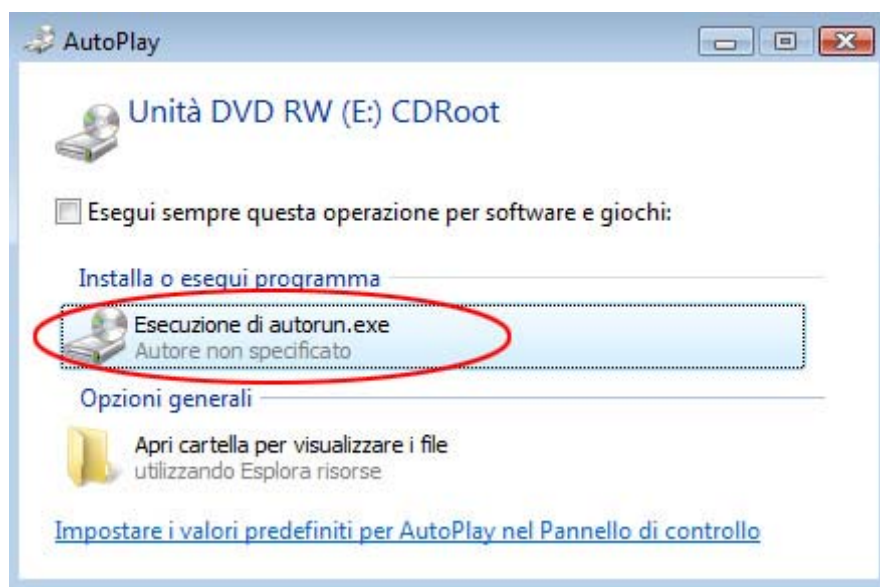 AutoPlay
Unità DVD RW (E:) CDRoot
Esegui sempre questa operazione per software e giochi:
Installa o esegui programma
Esecuzione di autorun.exe
Autore non specificato
Opzioni generali
Apri cartella per visualizzare i file
utilizzando Esplora risorse
Impostare i valori predefiniti per AutoPlay nel Pannello di controllo